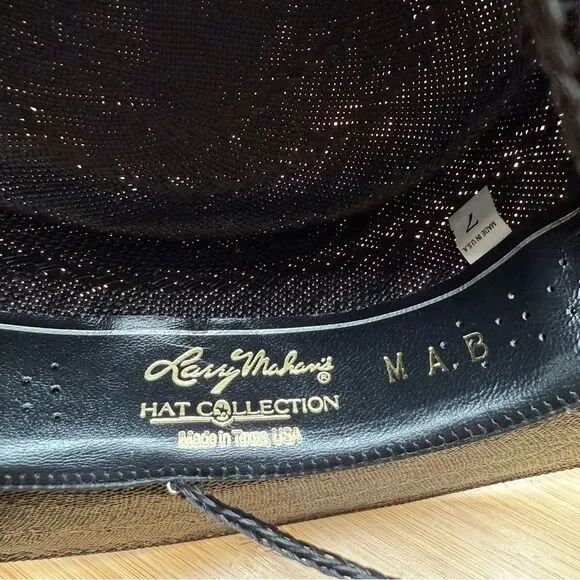 7
MADE IN U.S.A.
Larry Mahan's ®
HAT COLLECTION
Made in Texas, USA
M A B